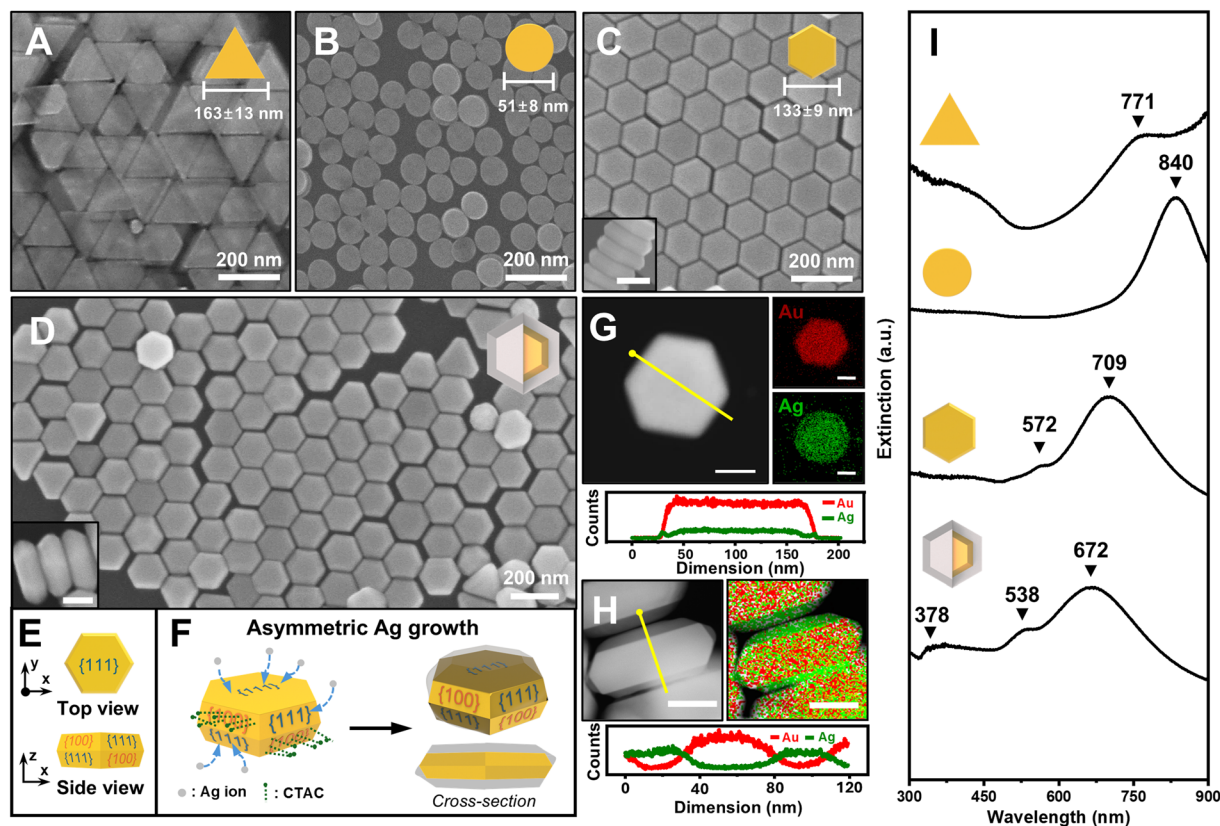 A
163±13 nm
200 nm
B
51±8 nm
200 nm
C
133±9 nm
200 nm
D
200 nm
E
{111}
y
x
Top view
{100} {111}
{111} {100}
z
x
Side view
F
Asymmetric Ag growth
{111}
{100}
{111}
{111}
{100}
{111}
{100}
{111}
{111}
{100}
: Ag ion
: CTAC
Cross-section
G
Au
Ag
Counts
Au
Ag
0 50 100 150 200
Dimension (nm)
H
Counts
Au Ag
0 40 80 120
Dimension (nm)
I
771
840
709
572
672
538
378
Extinction (a.u.)
300 450 600 750 900
Wavelength (nm)